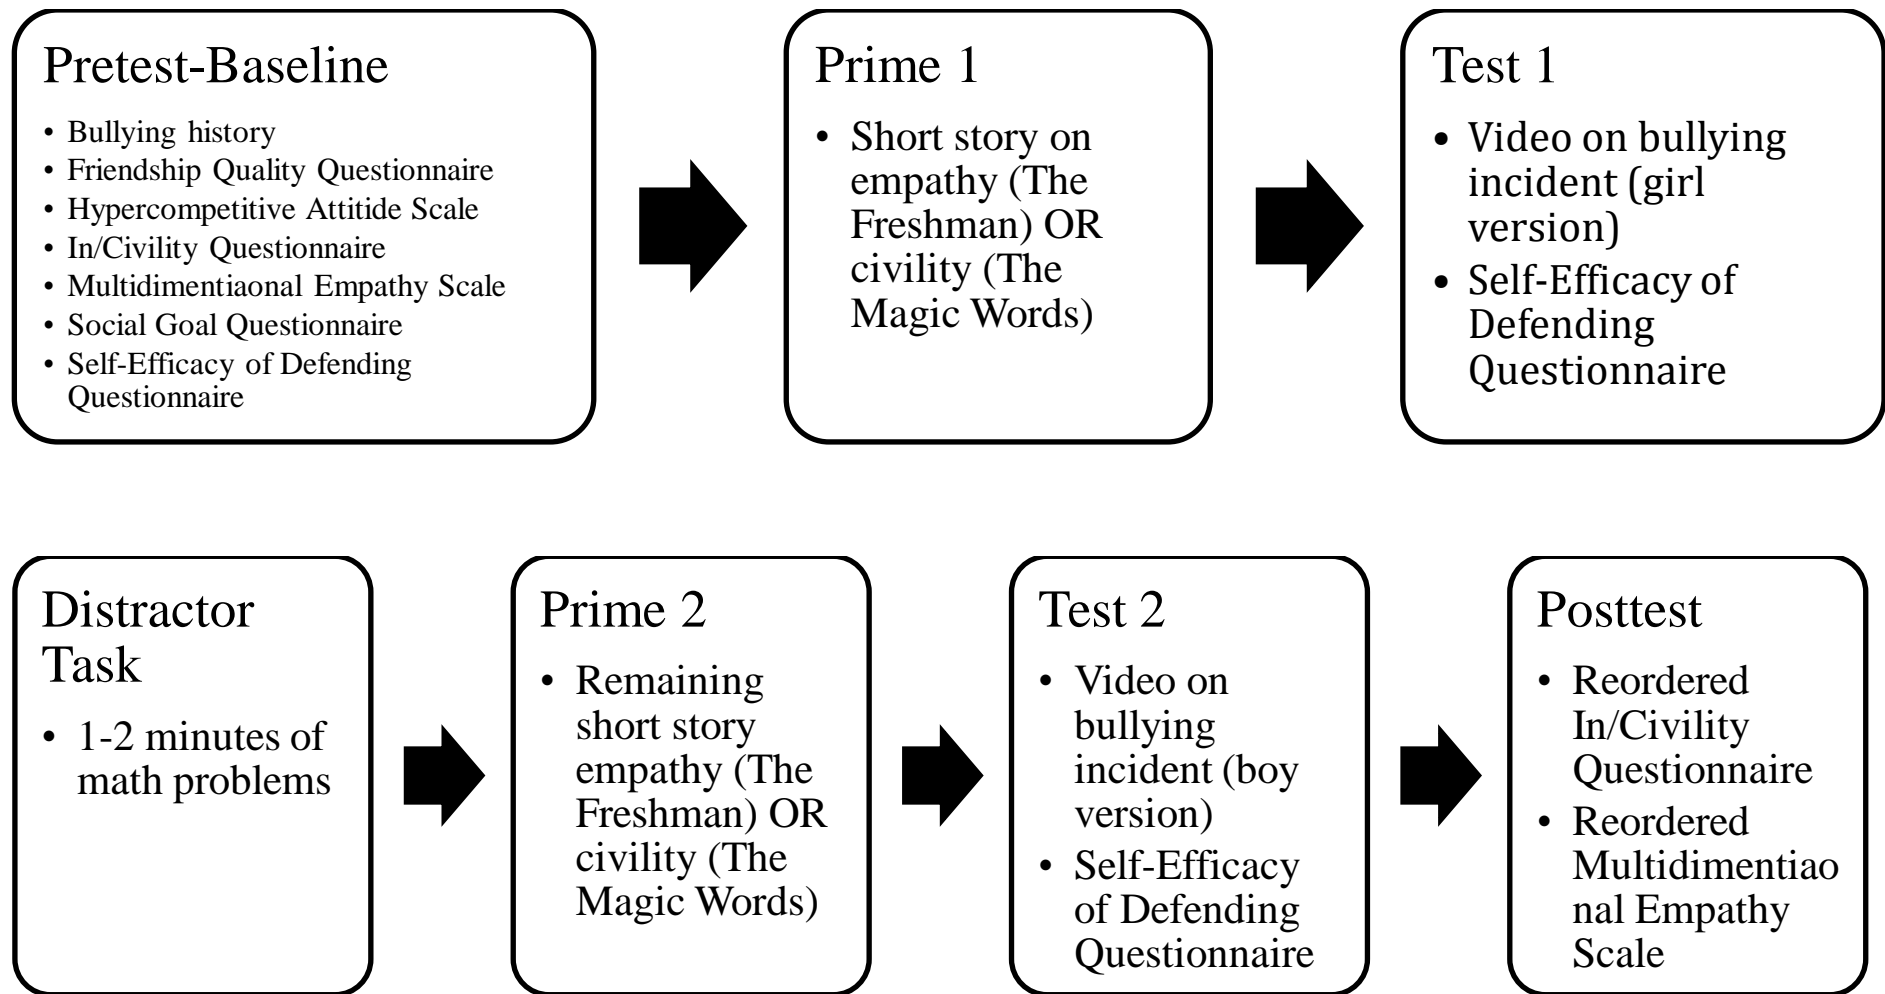 Pretest-Baseline
• Bullying history
• Friendship Quality Questionnaire
• Hypercompetitive Attitide Scale
• In/Civility Questionnaire
• Multidimentiaonal Empathy Scale
• Social Goal Questionnaire
• Self-Efficacy of Defending
Questionnaire
Prime 1
• Short story on
empathy (The
Freshman) OR
civility (The
Magic Words)
Test 1
• Video on bullying
incident (girl
version)
• Self-Efficacy of
Defending
Questionnaire
Distractor
Task
• 1-2 minutes of
math problems
Prime 2
• Remaining
short story
empathy (The
Freshman) OR
civility (The
Magic Words)
Test 2
• Video on
bullying
incident (boy
version)
• Self-Efficacy
of Defending
Questionnaire
Posttest
• Reordered
In/Civility
Questionnaire
• Reordered
Multidimentiao
nal Empathy
Scale